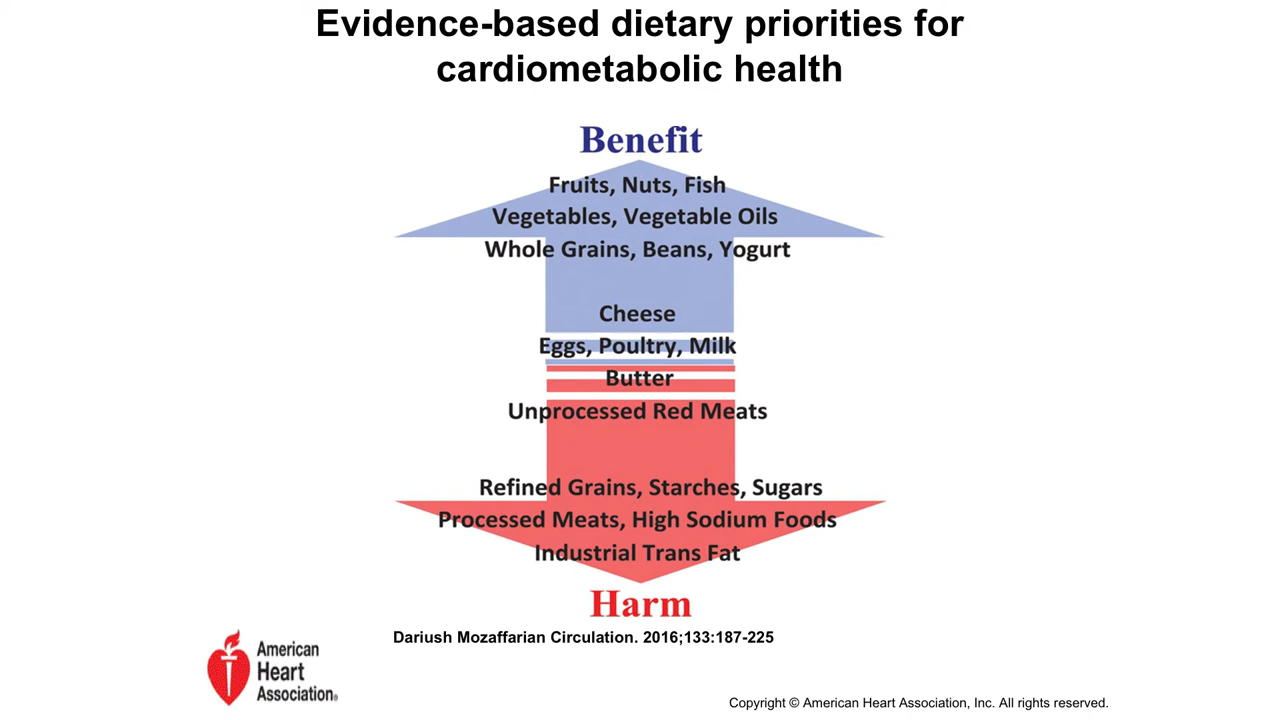 Evidence-based dietary priorities for
cardiometabolic health
Benefit
Fruits, Nuts, Fish
Vegetables, Vegetable Oils
Whole Grains, Beans, Yogurt
Cheese
Eggs, Poultry, Milk
Butter
Unprocessed Red Meats
Refined Grains, Starches, Sugars
Processed Meats, High Sodium Foods
Industrial Trans Fat
Harm
Dariush Mozaffarian Circulation. 2016;133:187-225
American
Heart
Association®
Copyright © American Heart Association, Inc. All rights reserved.